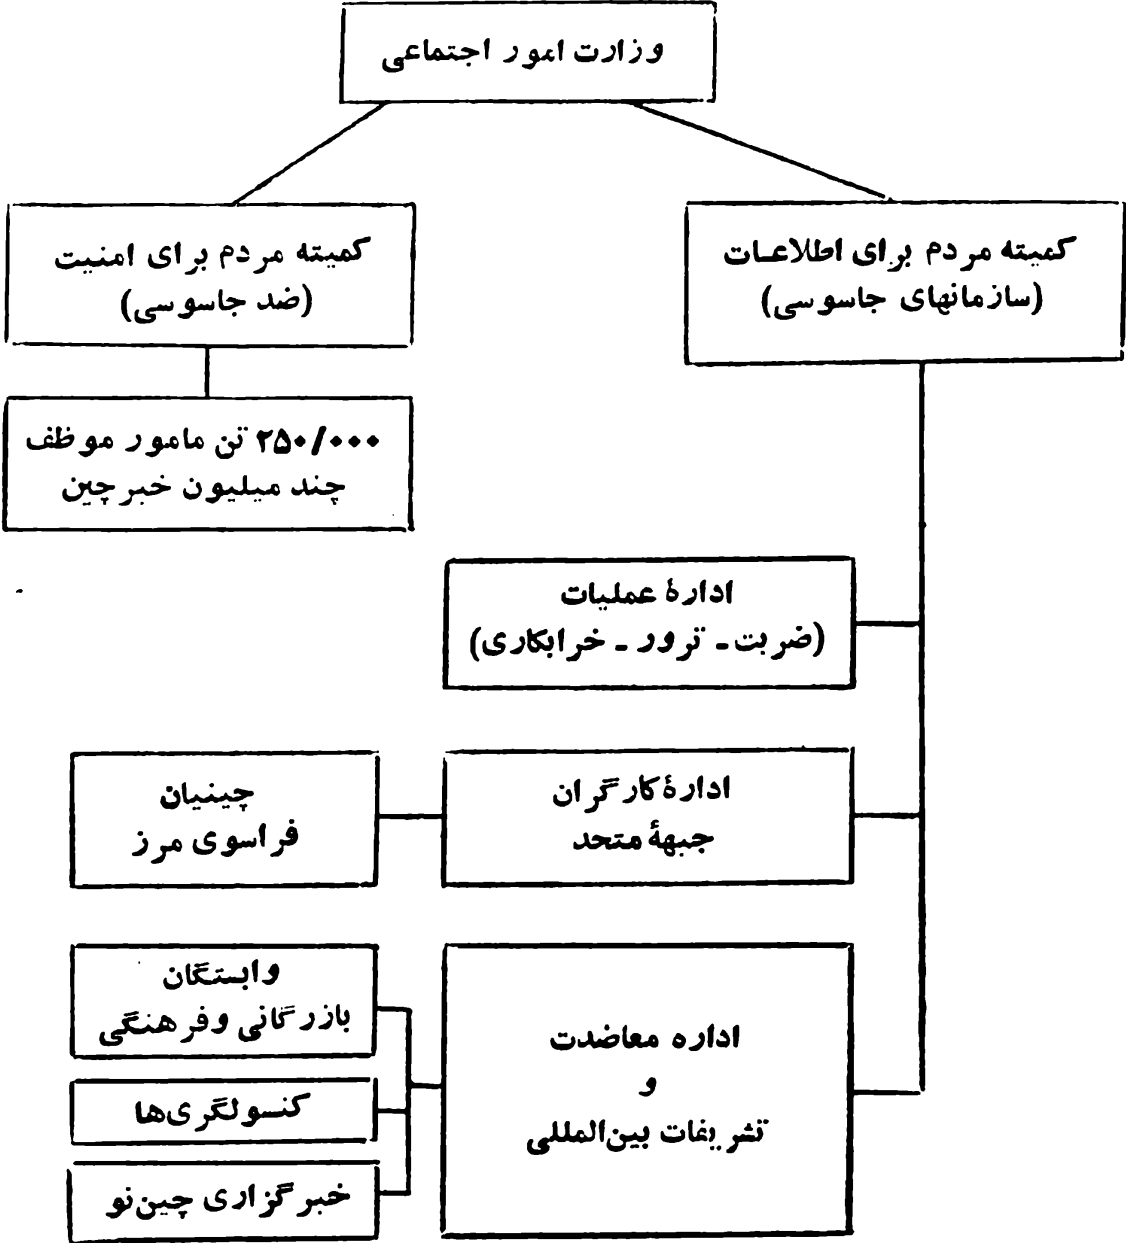 وزارت امور اجتماعی
کمیته مردم برای اطلاعات
(سازمانهای جاسوسی)
کمیته مردم برای امنیت
(ضد جاسوسی)
۲۵۰/۰۰۰ تن مامور موظف
چند میلیون خبرچین
ادارهٔ عملیات
(ضربت ـ ترور ـ خرابکاری)
ادارهٔ کارگران
جبههٔ متحد
چینیان
فراسوی مرز
اداره معاضدت
و
تشریفات بین‌المللی
وابستگان
بازرگانی وفرهنگی
کنسولگری‌ها
خبرگزاری چین‌نو